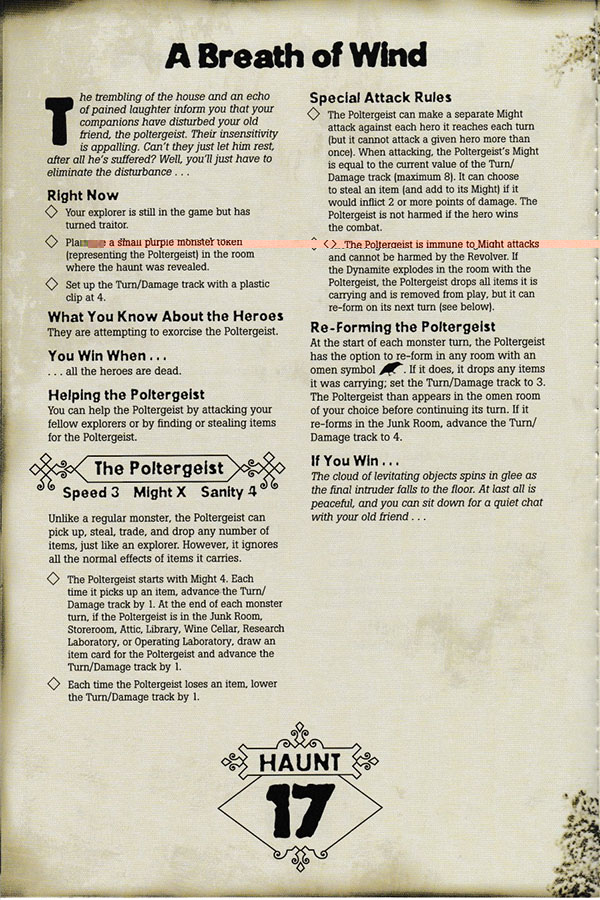 A Breath of Wind
The trembling of the house and an echo
of pained laughter inform you that your
companions have disturbed your old
friend, the poltergeist. Their insensitivity
is appalling. Can't they just let him rest,
after all he's suffered? Well, you'll just have to
eliminate the disturbance . . .
Right Now
Your explorer is still in the game but has
turned traitor.
a small purple monster token
(representing the Poltergeist) in the room
where the haunt was revealed.
Set up the Turn/Damage track with a plastic
clip at 4.
What You Know About the Heroes
They are attempting to exorcise the Poltergeist.
You Win When . . .
. . . all the heroes are dead.
Helping the Poltergeist
You can help the Poltergeist by attacking your
fellow explorers or by finding or stealing items
for the Poltergeist.
The Poltergeist
Speed 3 Might X Sanity 4
Unlike a regular monster, the Poltergeist can
pick up, steal, trade, and drop any number of
items, just like an explorer. However, it ignores
all the normal effects of items it carries.
The Poltergeist starts with Might 4. Each
time it picks up an item, advance the Turn/
Damage track by 1. At the end of each monster
turn, if the Poltergeist is in the Junk Room,
Storeroom, Attic, Library, Wine Cellar, Research
Laboratory, or Operating Laboratory, draw an
item card for the Poltergeist and advance the
Turn/Damage track by 1.
Each time the Poltergeist loses an item, lower
the Turn/Damage track by 1.
Special Attack Rules
The Poltergeist can make a separate Might
attack against each hero it reaches each turn
(but it cannot attack a given hero more than
once). When attacking, the Poltergeist's Might
is equal to the current value of the Turn/
Damage track (maximum 8). It can choose
to steal an item (and add to its Might) if it
would inflict 2 or more points of damage. The
Poltergeist is not harmed if the hero wins
the combat.
The Poltergeist is immune to Might attacks
and cannot be harmed by the Revolver. If
the Dynamite explodes in the room with the
Poltergeist, the Poltergeist drops all items it is
carrying and is removed from play, but it can
re-form on its next turn (see below).
Re-Forming the Poltergeist
At the start of each monster turn, the Poltergeist
has the option to re-form in any room with an
omen symbol . If it does, it drops any items
it was carrying; set the Turn/Damage track to 3.
The Poltergeist than appears in the omen room
of your choice before continuing its turn. If it
re-forms in the Junk Room, advance the Turn/
Damage track to 4.
If You Win . . .
The cloud of levitating objects spins in glee as
the final intruder falls to the floor. At last all is
peaceful, and you can sit down for a quiet chat
with your old friend . . .
HAUNT
17